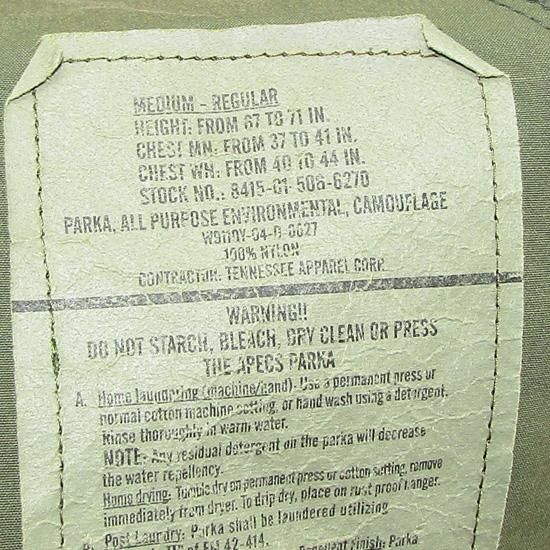 MEDIUM - REGULAR
HEIGHT: FROM 67 TO 71 IN.
CHEST MN: FROM 37 TO 41 IN.
CHEST WN: FROM 40 TO 44 IN.
STOCK NO.: 8415-01-506-6270
PARKA, ALL PURPOSE ENVIRONMENTAL, CAMOUFLAGE
100% NYLON
CONTRACTOR: TENNESSEE APPAREL CORP.
WARNING!!
DO NOT STARCH, BLEACH, DRY CLEAN OR PRESS
THE APECS PARKA
A. Home laundering (machine/hand). Use a permanent press or
normal cotton machine setting, or hand wash using a detergent.
Rinse thoroughly in warm water.
NOTE: Any residual detergent on the parka will decrease
the water repellency.
Home drying: Tumble dry on permanent press or cotton setting, remove
immediately from dryer. To drip dry, place on rust proof hanger.
Post Laundry: Parka shall be laundered utilizing
42-414.
Finish: Parka